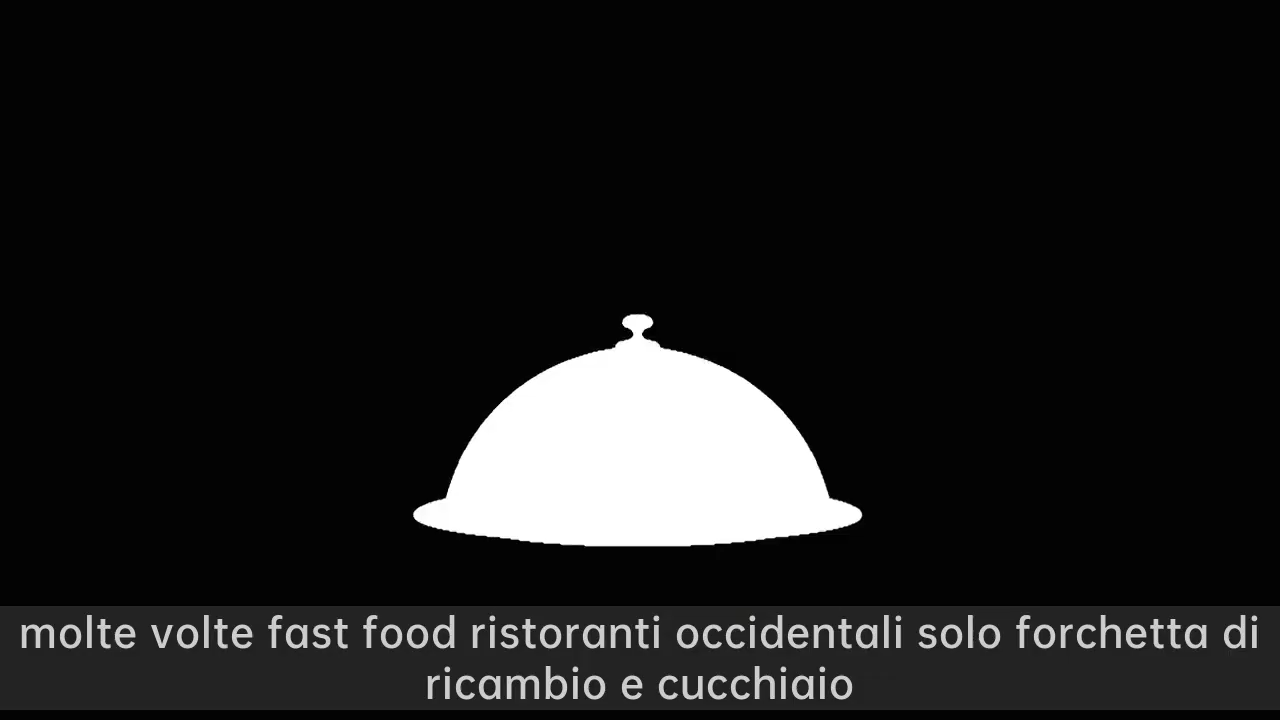 molte volte fast food ristoranti occidentali solo forchetta di
ricambio e cucchiaio